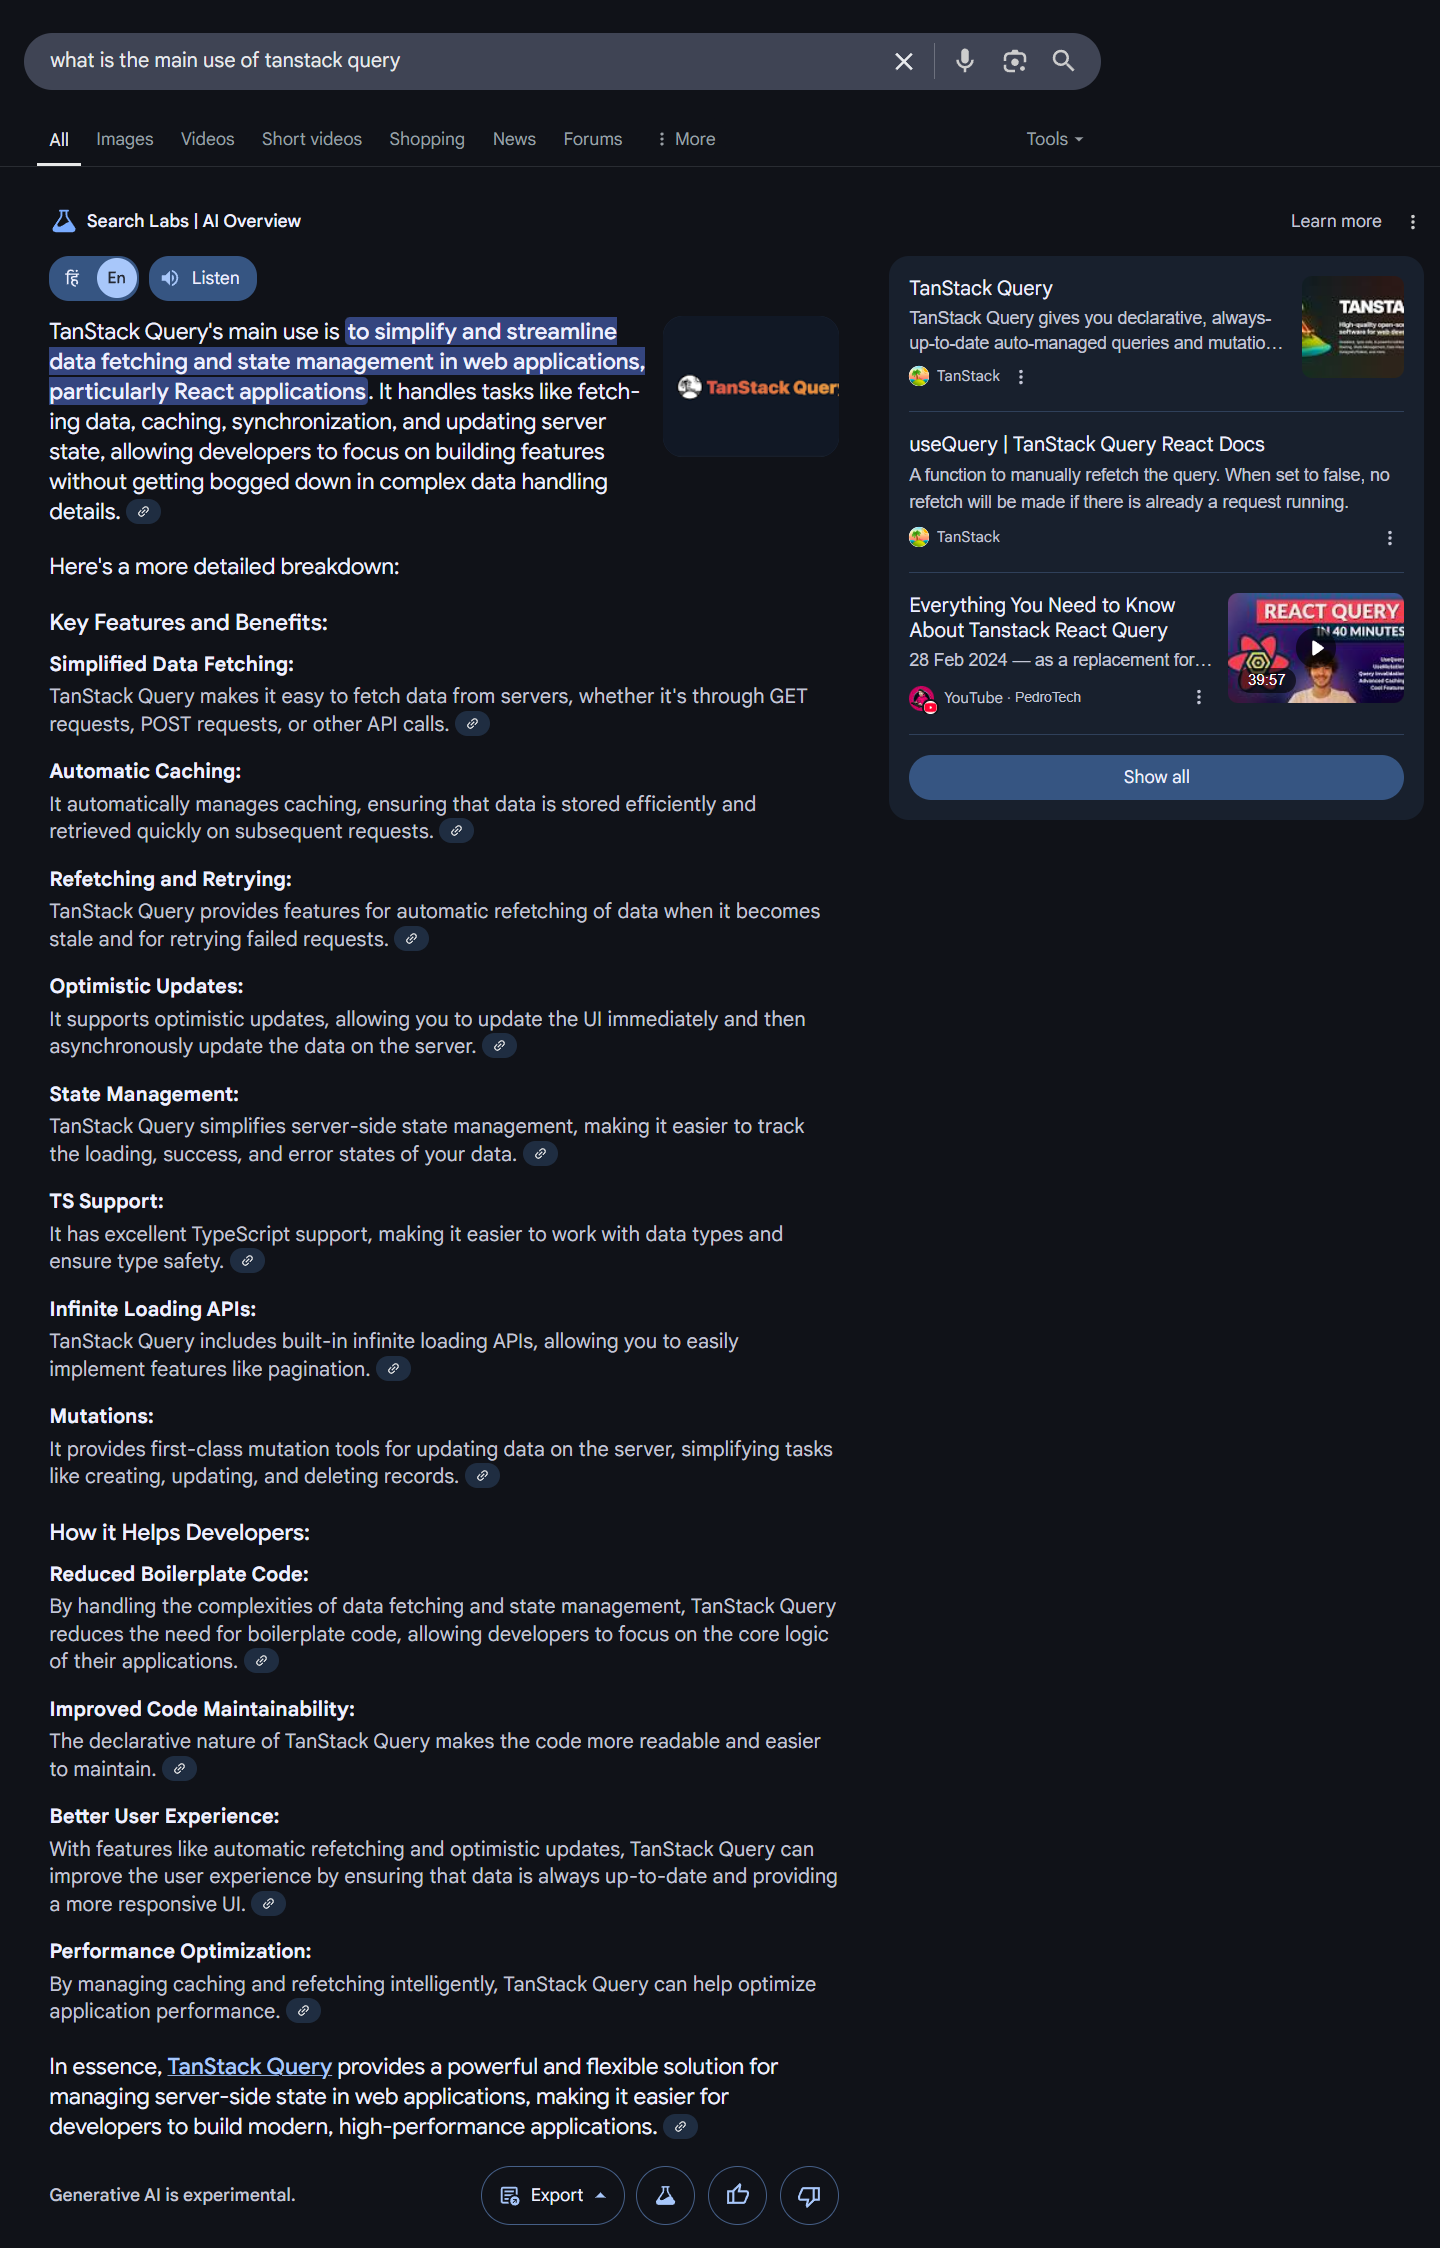 what is the main use of tanstack query
All
Images
Videos
Short videos
Shopping
News
Forums
More
Tools
Search Labs | AI Overview
Learn more
हिं
En
Listen
TanStack Query's main use is to simplify and streamline
data fetching and state management in web applications,
particularly React applications. It handles tasks like fetch-
ing data, caching, synchronization, and updating server
state, allowing developers to focus on building features
without getting bogged down in complex data handling
details.
TanStack Query
Here's a more detailed breakdown:
Key Features and Benefits:
Simplified Data Fetching:
TanStack Query makes it easy to fetch data from servers, whether it's through GET
requests, POST requests, or other API calls.
Automatic Caching:
It automatically manages caching, ensuring that data is stored efficiently and
retrieved quickly on subsequent requests.
Refetching and Retrying:
TanStack Query provides features for automatic refetching of data when it becomes
stale and for retrying failed requests.
Optimistic Updates:
It supports optimistic updates, allowing you to update the UI immediately and then
asynchronously update the data on the server.
State Management:
TanStack Query simplifies server-side state management, making it easier to track
the loading, success, and error states of your data.
TS Support:
It has excellent TypeScript support, making it easier to work with data types and
ensure type safety.
Infinite Loading APIs:
TanStack Query includes built-in infinite loading APIs, allowing you to easily
implement features like pagination.
Mutations:
It provides first-class mutation tools for updating data on the server, simplifying tasks
like creating, updating, and deleting records.
How it Helps Developers:
Reduced Boilerplate Code:
By handling the complexities of data fetching and state management, TanStack Query
reduces the need for boilerplate code, allowing developers to focus on the core logic
of their applications.
Improved Code Maintainability:
The declarative nature of TanStack Query makes the code more readable and easier
to maintain.
Better User Experience:
With features like automatic refetching and optimistic updates, TanStack Query can
improve the user experience by ensuring that data is always up-to-date and providing
a more responsive UI.
Performance Optimization:
By managing caching and refetching intelligently, TanStack Query can help optimize
application performance.
In essence, TanStack Query provides a powerful and flexible solution for
managing server-side state in web applications, making it easier for
developers to build modern, high-performance applications.
Generative AI is experimental.
Export
TanStack Query
TanStack Query gives you declarative, always-
up-to-date auto-managed queries and mutatio...
TanStack
TANSTA
High-quality open-so
software for web deve
useQuery | TanStack Query React Docs
A function to manually refetch the query. When set to false, no
refetch will be made if there is already a request running.
TanStack
Everything You Need to Know
About Tanstack React Query
28 Feb 2024 — as a replacement for...
YouTube · PedroTech
REACT QUERY
IN 40 MINUTES
UseQuery
UseMutation
Query Invalidation
Advanced Caching
Cool Features
39:57
Show all